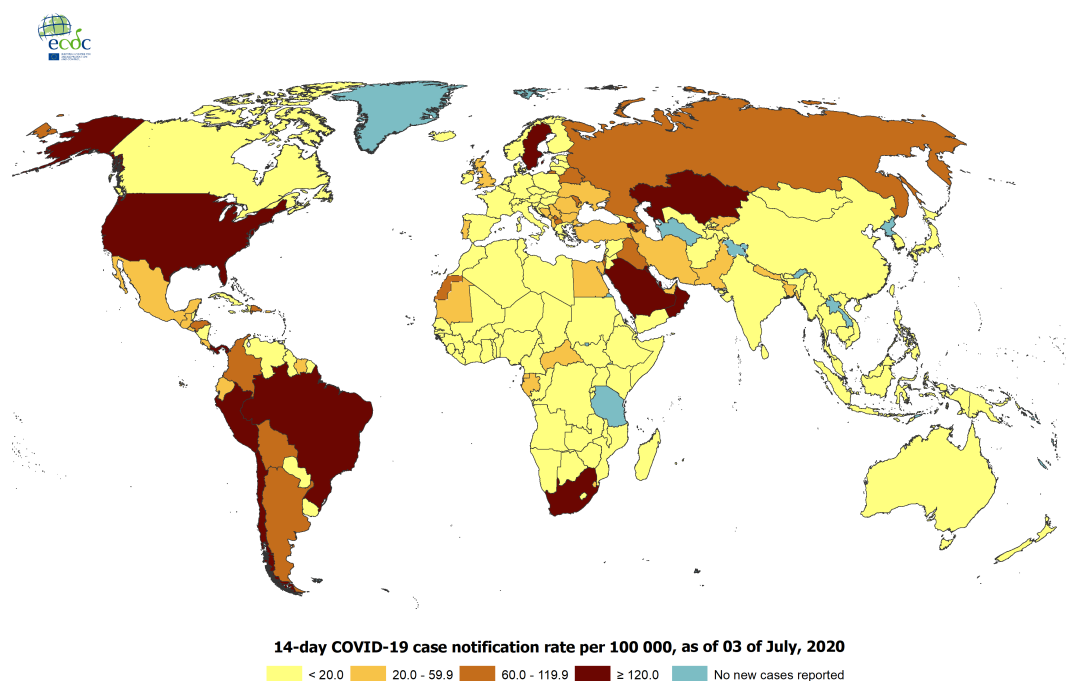 ecdc
14-day COVID-19 case notification rate per 100 000, as of 03 of July, 2020
< 20.0 20.0 - 59.9 60.0 - 119.9 ≥ 120.0 No new cases reported